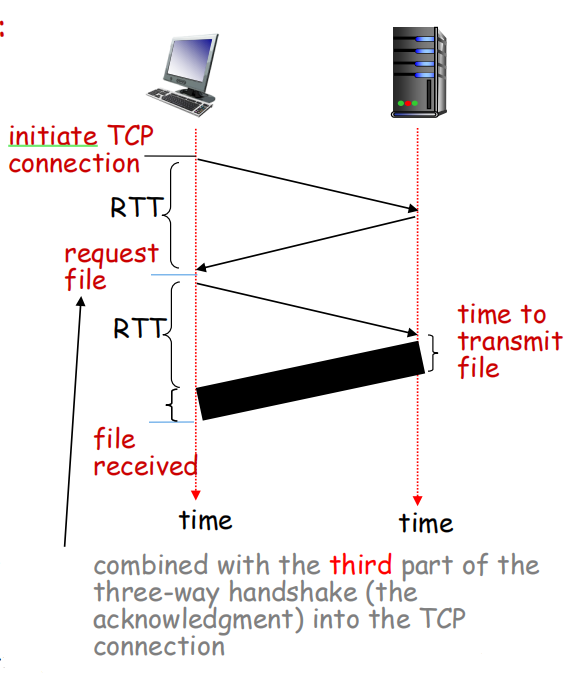 :
initiate TCP
connection
RTT
request
file
RTT
time to
transmit
file
file
received
time
time
combined with the third part of the
three-way handshake (the
acknowledgment) into the TCP
connection